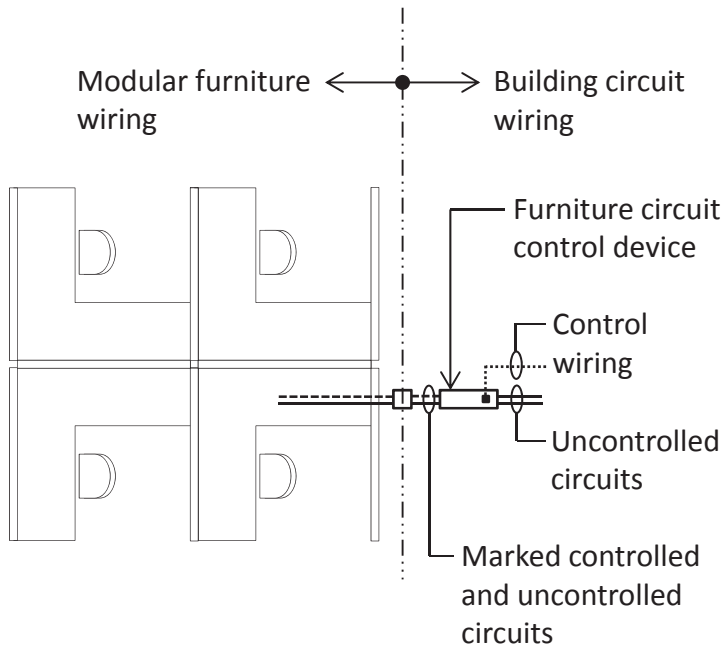 Modular furniture
wiring
Building circuit
wiring
Furniture circuit
control device
Control
wiring
Uncontrolled
circuits
Marked controlled
and uncontrolled
circuits